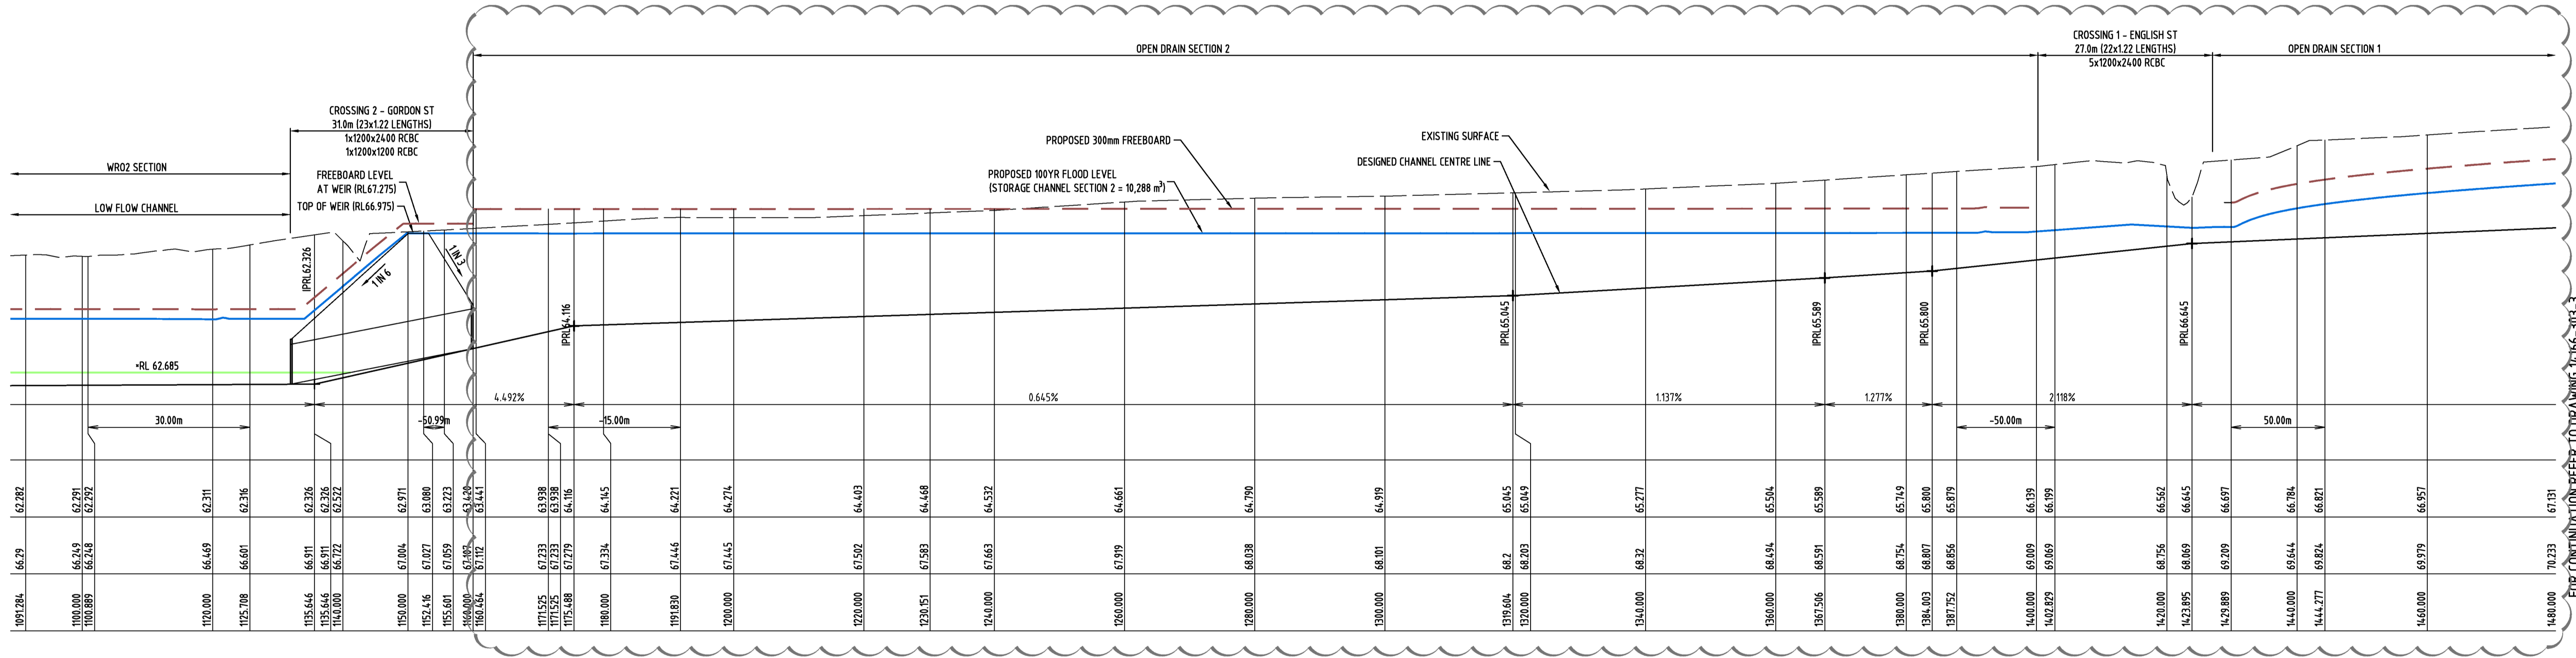 OPEN DRAIN SECTION 2
CROSSING 1 - ENGLISH ST
27.0m (22x1.22 LENGTHS)
5x1200x2400 RCBC
OPEN DRAIN SECTION 1
CROSSING 2 - GORDON ST
31.0m (23x1.22 LENGTHS)
1x1200x2400 RCBC
1x1200x1200 RCBC
WR02 SECTION
LOW FLOW CHANNEL
FREEBOARD LEVEL
AT WEIR (RL67.275)
TOP OF WEIR (RL66.975)
PROPOSED 300mm FREEBOARD
EXISTING SURFACE
DESIGNED CHANNEL CENTRE LINE
PROPOSED 100YR FLOOD LEVEL
(STORAGE CHANNEL SECTION 2 = 10,288 m³)
1 IN 6
1 IN 3
IPRL62.326
IPRL64.116
IPRL65.045
IPRL65.589
IPRL65.800
IPRL66.645
*RL 62.685
4.492%
0.645%
1.137%
1.277%
2.118%
30.00m
-50.99m
-15.00m
-50.00m
50.00m
62.282 62.291 62.292 62.311 62.316 62.326 62.326 62.522 62.971 63.080 63.223 63.420 63.441 63.938 63.938 64.116 64.145 64.221 64.274 64.403 64.468 64.532 64.661 64.790 64.919 65.045 65.049 65.277 65.504 65.589 65.749 65.800 65.879 66.139 66.199 66.562 66.645 66.697 66.784 66.821 66.957 67.131
66.29 66.249 66.248 66.469 66.601 66.911 66.911 66.722 67.004 67.027 67.059 67.107 67.112 67.233 67.233 67.279 67.334 67.446 67.445 67.502 67.583 67.663 67.919 68.038 68.101 68.2 68.203 68.32 68.494 68.591 68.754 68.807 68.856 69.009 69.069 68.756 68.069 69.209 69.644 69.824 69.979 70.233
1091.284 1100.000 1100.889 1120.000 1125.708 1135.646 1135.646 1140.000 1150.000 1152.416 1155.601 1160.000 1160.464 1171.525 1171.525 1175.488 1180.000 1191.830 1200.000 1220.000 1230.151 1240.000 1260.000 1280.000 1300.000 1319.604 1320.000 1340.000 1360.000 1367.506 1380.000 1384.003 1387.752 1400.000 1402.829 1420.000 1423.895 1429.889 1440.000 1444.277 1460.000 1480.000
FOR CONTINUATION REFER TO DRAWING